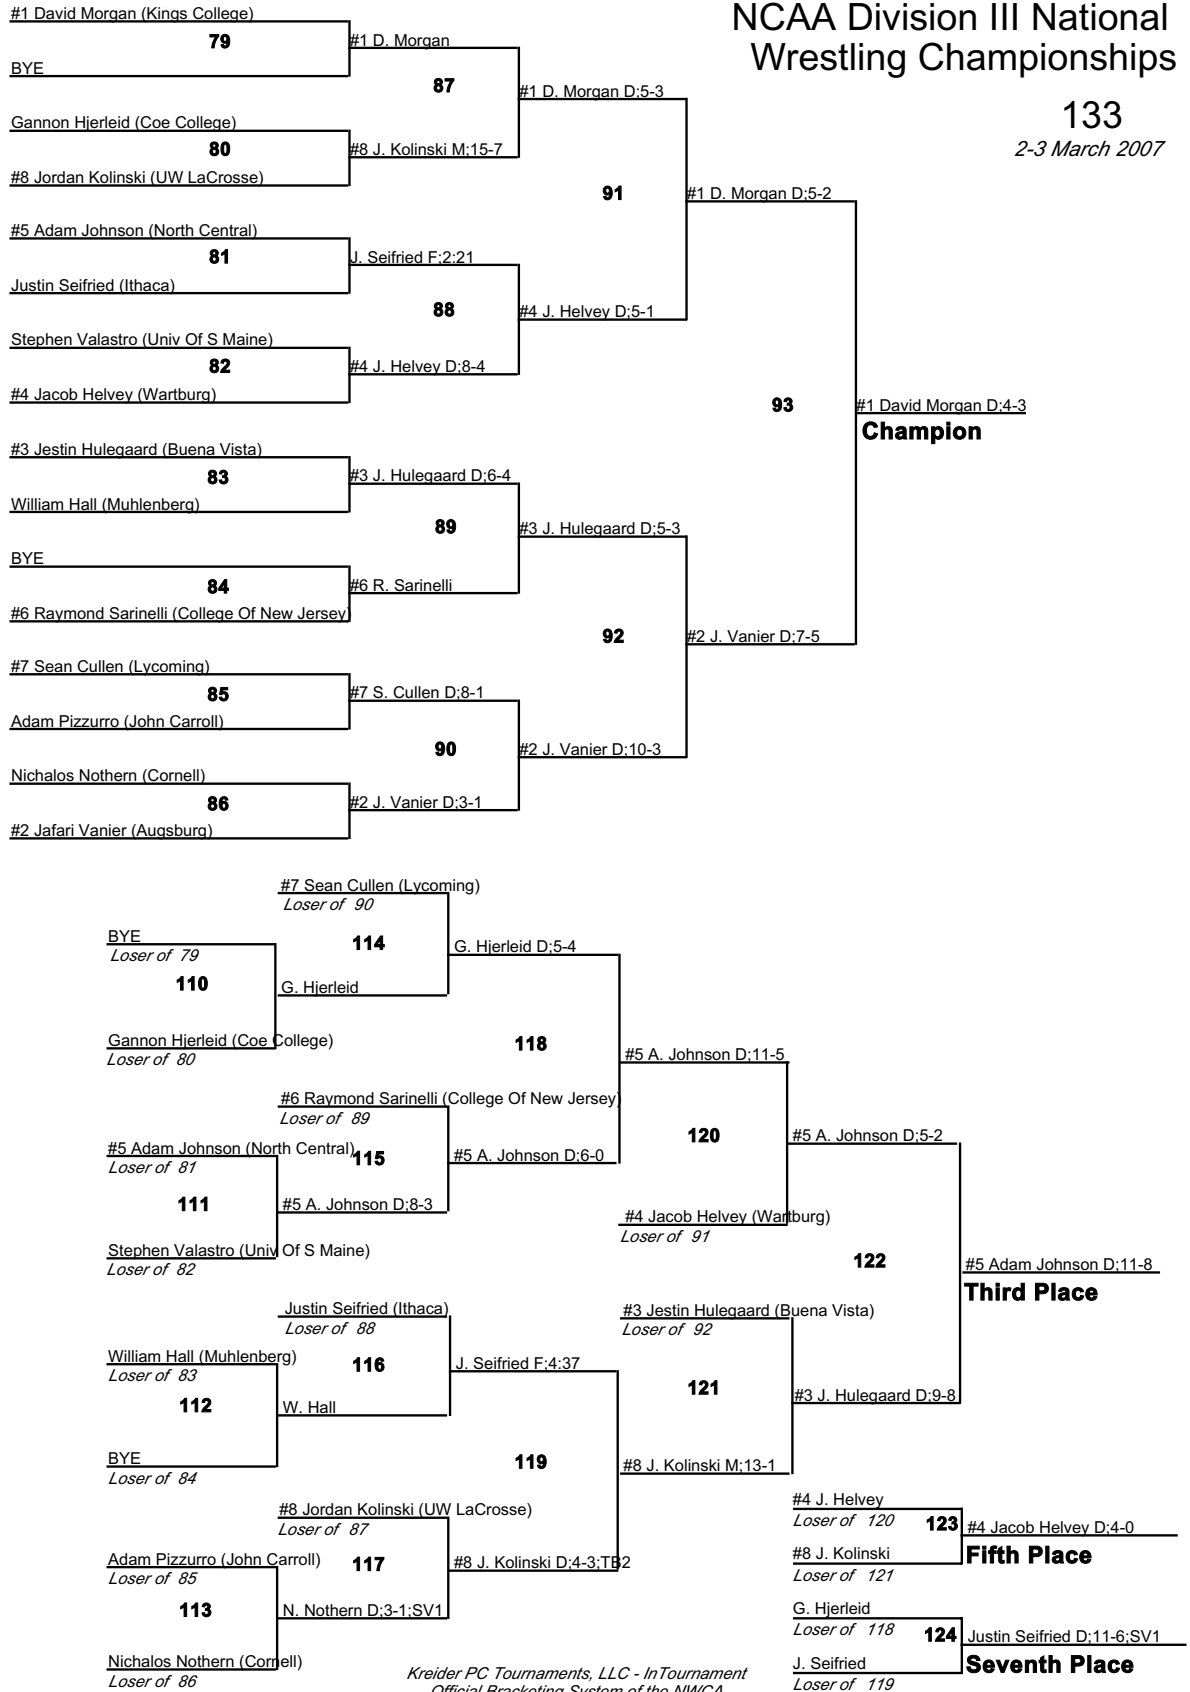 NCAA Division III National
Wrestling Championships
133
2-3 March 2007
#1 David Morgan (Kings College)
79
BYE
#1 D. Morgan
87
Gannon Hjerleid (Coe College)
80
#8 Jordan Kolinski (UW LaCrosse)
#8 J. Kolinski M;15-7
#1 D. Morgan D;5-3
91
#5 Adam Johnson (North Central)
81
Justin Seifried (Ithaca)
J. Seifried F;2:21
88
Stephen Valastro (Univ Of S Maine)
82
#4 Jacob Helvey (Wartburg)
#4 J. Helvey D;8-4
#4 J. Helvey D;5-1
#1 D. Morgan D;5-2
93
#1 David Morgan D;4-3
Champion
#3 Jestin Hulegaard (Buena Vista)
83
William Hall (Muhlenberg)
#3 J. Hulegaard D;6-4
89
BYE
84
#6 Raymond Sarinelli (College Of New Jersey)
#6 R. Sarinelli
#3 J. Hulegaard D;5-3
92
#2 J. Vanier D;7-5
#7 Sean Cullen (Lycoming)
85
Adam Pizzurro (John Carroll)
#7 S. Cullen D;8-1
90
Nichalos Nothern (Cornell)
86
#2 Jafari Vanier (Augsburg)
#2 J. Vanier D;3-1
#2 J. Vanier D;10-3
#7 Sean Cullen (Lycoming)
Loser of 90
114
BYE
Loser of 79
110
Gannon Hjerleid (Coe College)
Loser of 80
G. Hjerleid
G. Hjerleid D;5-4
118
#6 Raymond Sarinelli (College Of New Jersey)
Loser of 89
115
#5 Adam Johnson (North Central)
Loser of 81
111
Stephen Valastro (Univ Of S Maine)
Loser of 82
#5 A. Johnson D;8-3
#5 A. Johnson D;6-0
#5 A. Johnson D;11-5
120
#4 Jacob Helvey (Wartburg)
Loser of 91
#5 A. Johnson D;5-2
122
#5 Adam Johnson D;11-8
Third Place
Justin Seifried (Ithaca)
Loser of 88
116
William Hall (Muhlenberg)
Loser of 83
112
BYE
Loser of 84
W. Hall
J. Seifried F;4:37
119
#3 Jestin Hulegaard (Buena Vista)
Loser of 92
121
#3 J. Hulegaard D;9-8
#8 J. Kolinski M;13-1
#8 Jordan Kolinski (UW LaCrosse)
Loser of 87
117
Adam Pizzurro (John Carroll)
Loser of 85
113
Nichalos Nothern (Cornell)
Loser of 86
N. Nothern D;3-1;SV1
#8 J. Kolinski D;4-3;TB2
#4 J. Helvey
Loser of 120
123
#8 J. Kolinski
Loser of 121
#4 Jacob Helvey D;4-0
Fifth Place
G. Hjerleid
Loser of 118
124
J. Seifried
Loser of 119
Justin Seifried D;11-6;SV1
Seventh Place
Kreider PC Tournaments, LLC - InTournament
Official Bracketing System of the NWCA